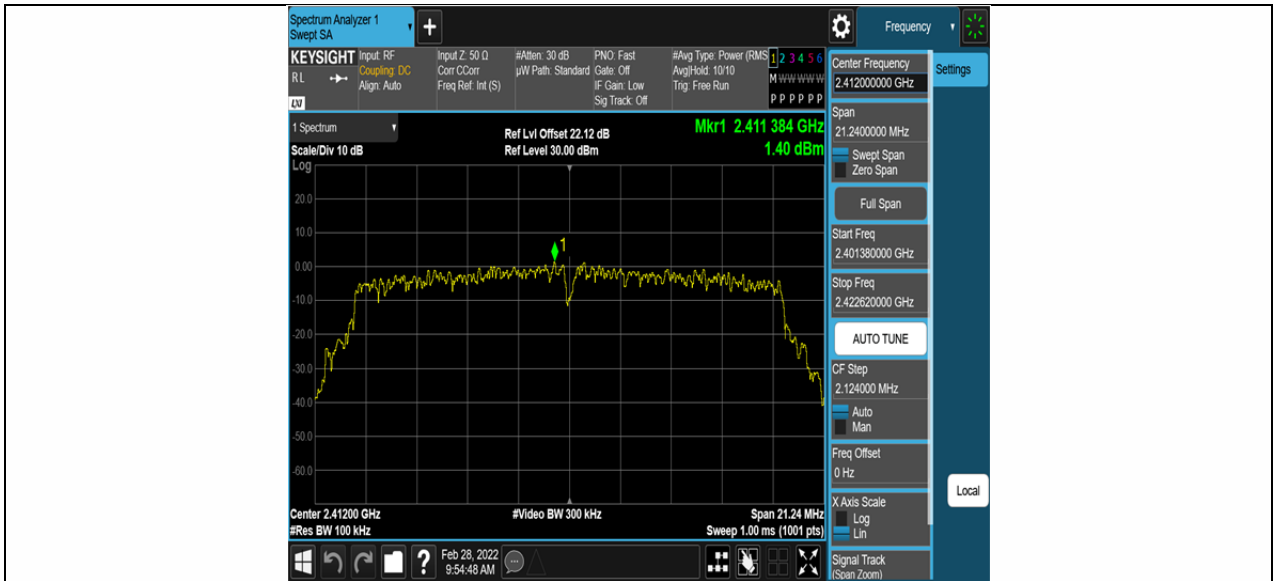 Spectrum Analyzer 1
Swept SA
+
Frequency
KEYSIGHT
R L
LXI
Input: RF
Coupling: DC
Align: Auto
Input Z: 50 Ω
Corr CCorr
Freq Ref: Int (S)
#Atten: 30 dB
µW Path: Standard
PNO: Fast
Gate: Off
IF Gain: Low
Sig Track: Off
#Avg Type: Power (RMS
Avg|Hold: 10/10
Trig: Free Run
1 2 3 4 5 6
M W W W W W
P P P P P P
1 Spectrum
Scale/Div 10 dB
Log
Ref Lvl Offset 22.12 dB
Ref Level 30.00 dBm
Mkr1 2.411 384 GHz
1.40 dBm
20.0
10.0
0.00
-10.0
-20.0
-30.0
-40.0
-50.0
-60.0
1
Center 2.41200 GHz
#Res BW 100 kHz
#Video BW 300 kHz
Span 21.24 MHz
Sweep 1.00 ms (1001 pts)
Center Frequency
2.412000000 GHz
Settings
Span
21.2400000 MHz
Swept Span
Zero Span
Full Span
Start Freq
2.401380000 GHz
Stop Freq
2.422620000 GHz
AUTO TUNE
CF Step
2.124000 MHz
Auto
Man
Freq Offset
0 Hz
X Axis Scale
Log
Lin
Local
Signal Track
(Span Zoom)
?
Feb 28, 2022
9:54:48 AM